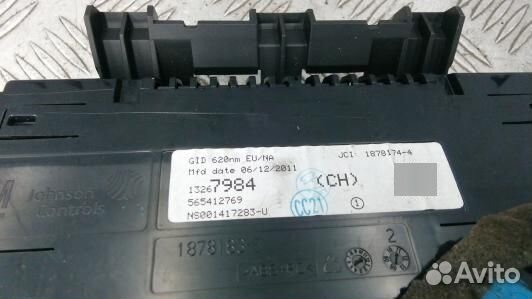 GID 620nm EU/NA
JCI: 1878174-4
Mfd date 06/12/2011
13267984 (CH)
565412769
CC21
1
NS001417283-U
Johnson
Controls
2
Avito